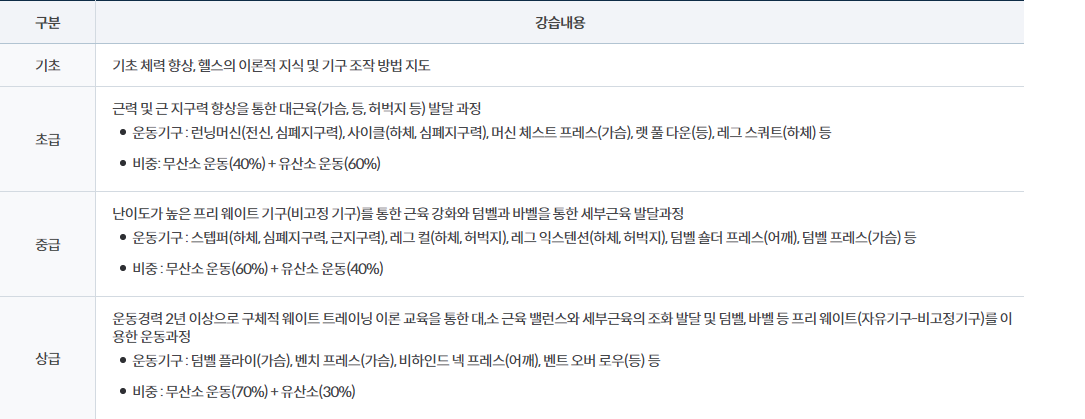 구분 강습내용
기초 기초 체력 향상, 헬스의 이론적 지식 및 기구 조작 방법 지도
초급 근력 및 근 지구력 향상을 통한 대근육(가슴, 등, 허벅지 등) 발달 과정
• 운동기구 : 런닝머신(전신, 심폐지구력), 사이클(하체, 심폐지구력), 머신 체스트 프레스(가슴), 랫 풀 다운(등), 레그 스쿼트(하체) 등
• 비중: 무산소 운동(40%) + 유산소 운동(60%)
중급 난이도가 높은 프리 웨이트 기구(비고정 기구)를 통한 근육 강화와 덤벨과 바벨을 통한 세부근육 발달과정
• 운동기구 : 스텝퍼(하체, 심폐지구력, 근지구력), 레그 컬(하체, 허벅지), 레그 익스텐션(하체, 허벅지), 덤벨 숄더 프레스(어깨), 덤벨 프레스(가슴) 등
• 비중 : 무산소 운동(60%) + 유산소 운동(40%)
상급 운동경력 2년 이상으로 구체적 웨이트 트레이닝 이론 교육을 통한 대,소 근육 밸런스와 세부근육의 조화 발달 및 덤벨, 바벨 등 프리 웨이트(자유기구-비고정기구)를 이
용한 운동과정
• 운동기구 : 덤벨 플라이(가슴), 벤치 프레스(가슴), 비하인드 넥 프레스(어깨), 벤트 오버 로우(등) 등
• 비중 : 무산소 운동(70%) + 유산소(30%)